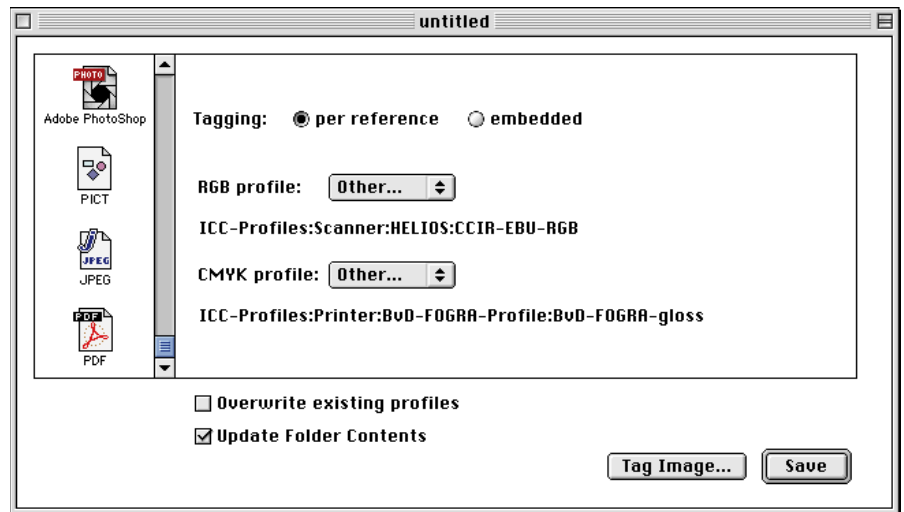 untitled
PHOTO
Adobe PhotoShop
PICT
JPEG
JPEG
PDF
PDF
Tagging: per reference embedded
RGB profile: Other...
ICC-Profiles:Scanner:HELIOS:CCIR-EBU-RGB
CMYK profile: Other...
ICC-Profiles:Printer:BvD-FOGRA-Profile:BvD-FOGRA-gloss
Overwrite existing profiles
Update Folder Contents
Tag Image... Save